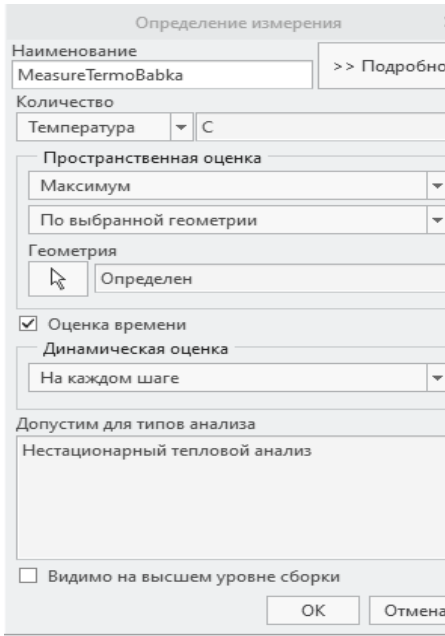 Определение измерения
Наименование
MeasureTermoBabka
>> Подробно
Количество
Температура
C
Пространственная оценка
Максимум
По выбранной геометрии
Геометрия
Определен
Оценка времени
Динамическая оценка
На каждом шаге
Допустим для типов анализа
Нестационарный тепловой анализ
Видимо на высшем уровне сборки
OK
Отмена